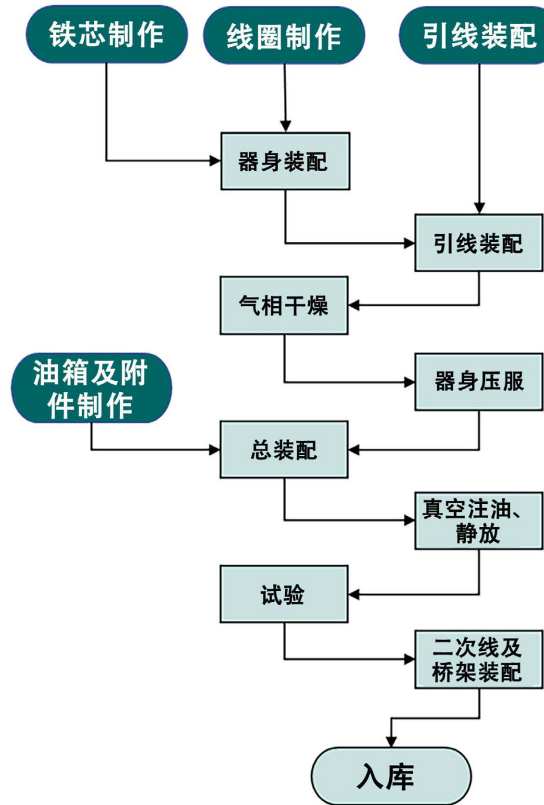 铁芯制作
线圈制作
引线装配
器身装配
引线装配
气相干燥
器身压服
油箱及附
件制作
总装配
真空注油、
静放
试验
二次线及
桥架装配
入库